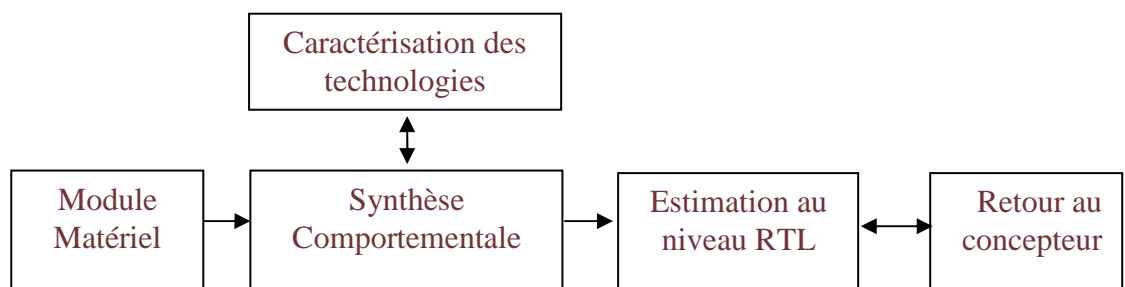 Caractérisation des
technologies
Module
Matériel
Synthèse
Comportementale
Estimation au
niveau RTL
Retour au
concepteur